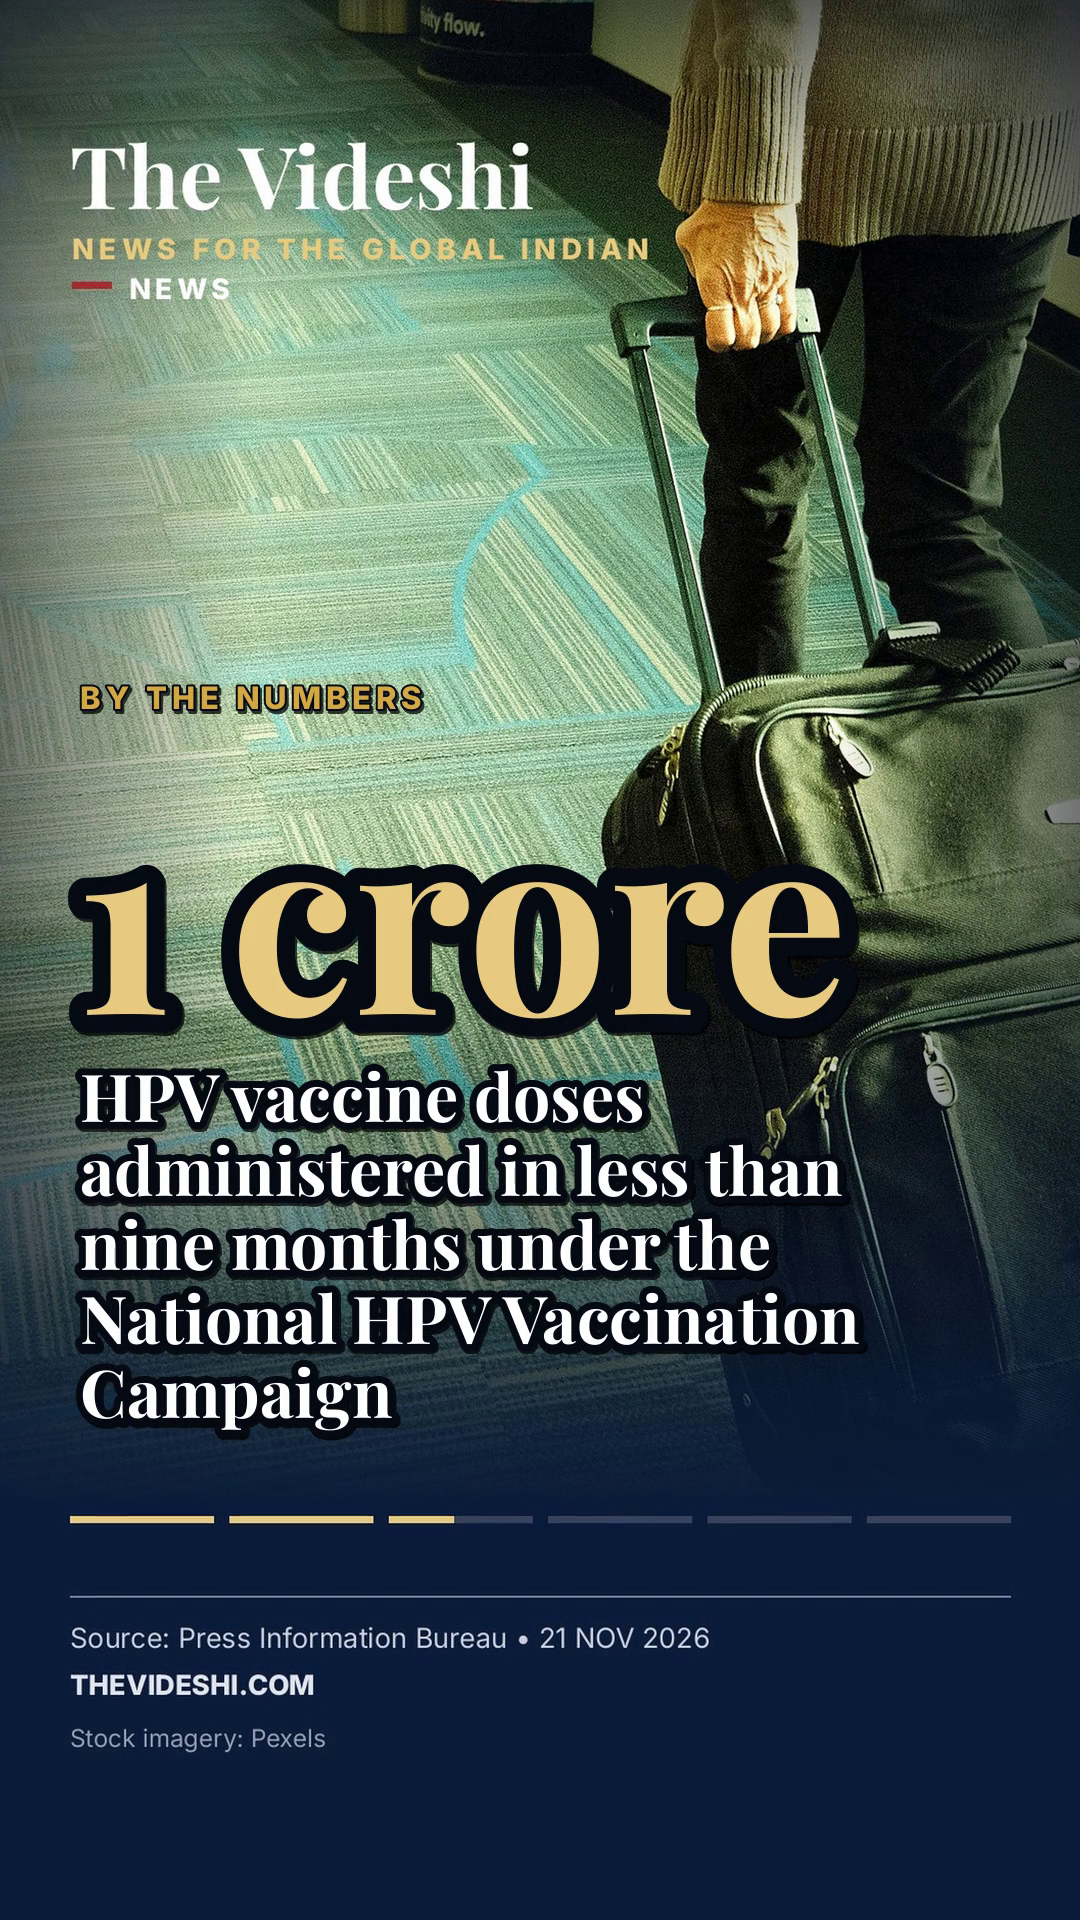 ivity flow.
The Videshi
NEWS FOR THE GLOBAL INDIAN
NEWS
BY THE NUMBERS
1 crore
HPV vaccine doses
administered in less than
nine months under the
National HPV Vaccination
Campaign
Source: Press Information Bureau • 21 NOV 2026
THEVIDESHI.COM
Stock imagery: Pexels